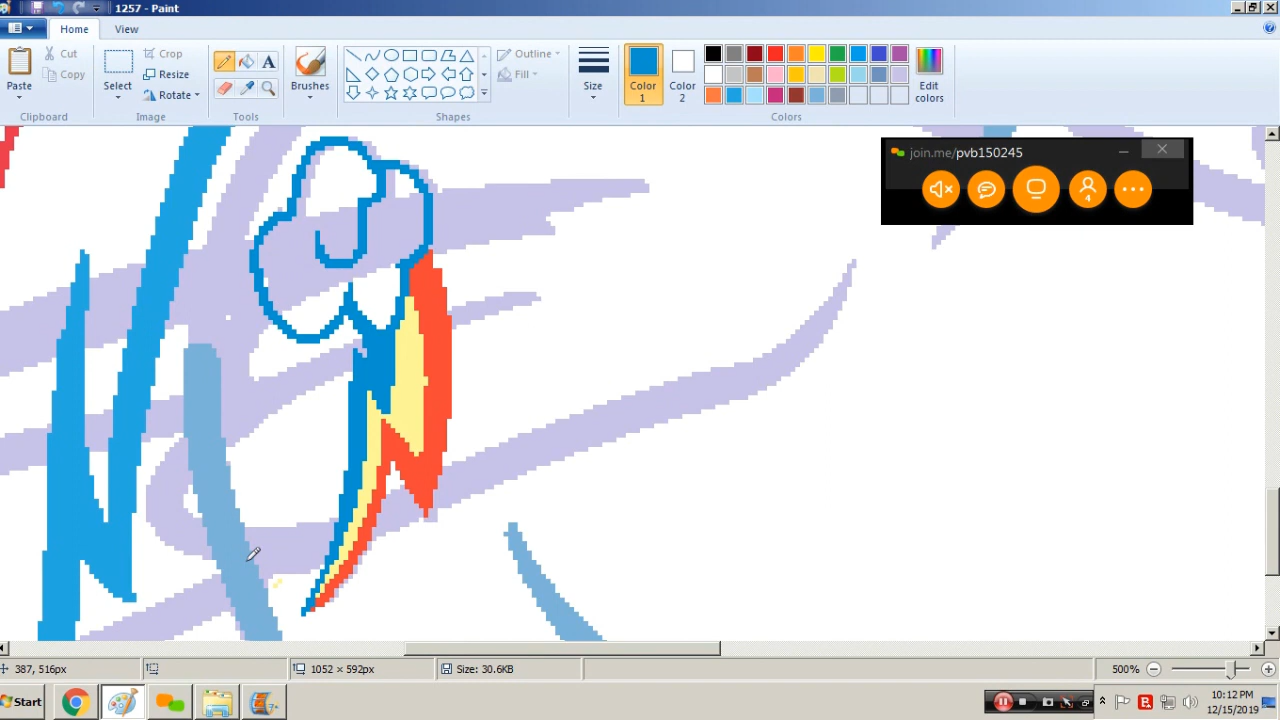 1257 - Paint
Home
View
Paste
Cut
Copy
Clipboard
Select
Crop
Resize
Rotate
Image
A
Tools
Brushes
Shapes
Outline
Fill
Size
Color 1
Color 2
Edit colors
Colors
join.me/pvb150245
4
387, 516px
1052 × 592px
Size: 30.6KB
500%
Start
10:12 PM
12/15/2019